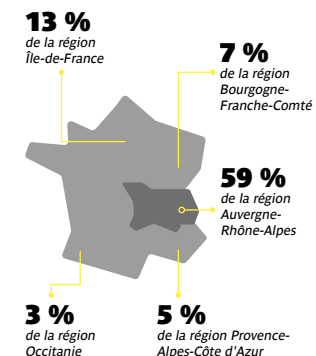 13 %
de la région
Île-de-France
7 %
de la région
Bourgogne-
Franche-Comté
59 %
de la région
Auvergne-
Rhône-Alpes
3 %
de la région
Occitanie
5 %
de la région Provence-
Alpes-Côte d'Azur